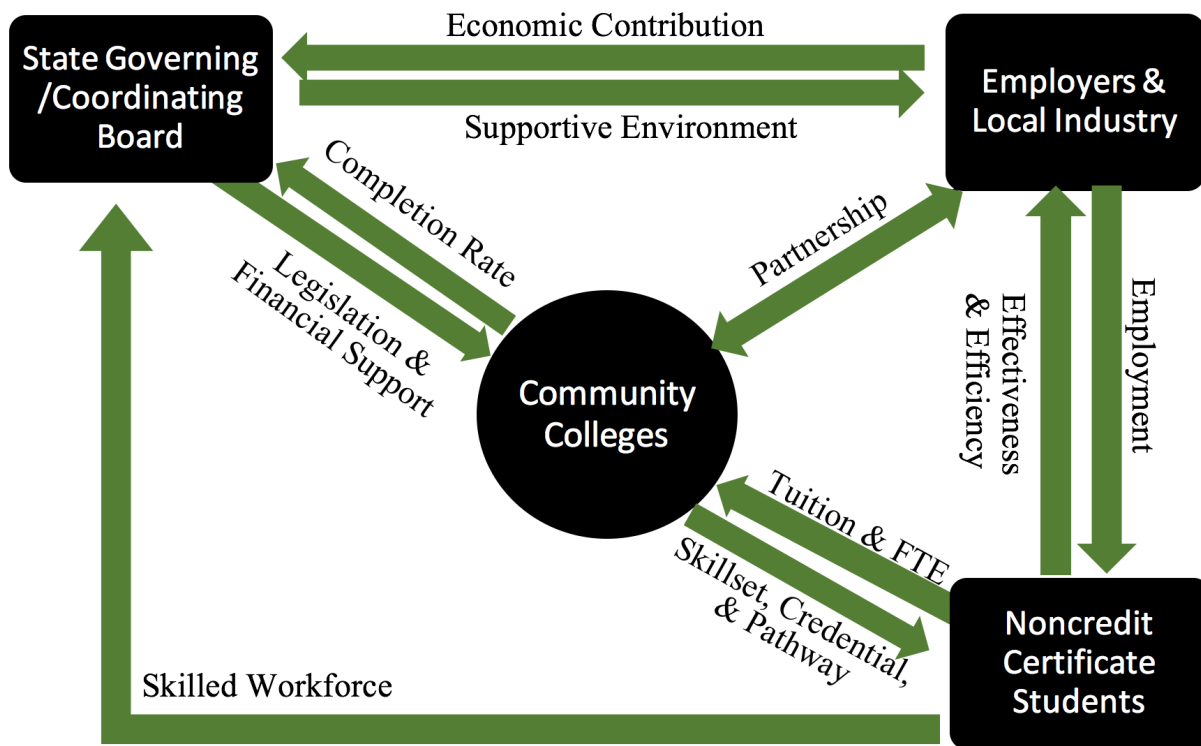 Economic Contribution
State Governing
/Coordinating
Board
Employers &
Local Industry
Supportive Environment
Completion Rate
Legislation &
Financial Support
Partnership
Effectiveness
& Efficiency
Employment
Community
Colleges
Tuition & FTE
Skillset, Credential,
& Pathway
Noncredit
Certificate
Students
Skilled Workforce